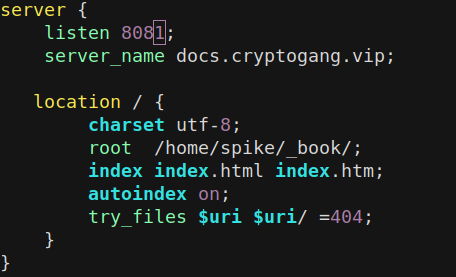 server {
    listen 8081;
    server_name docs.cryptogang.vip;

   location / {
        charset utf-8;
        root  /home/spike/_book/;
        index index.html index.htm;
        autoindex on;
        try_files $uri $uri/ =404;
    }
}